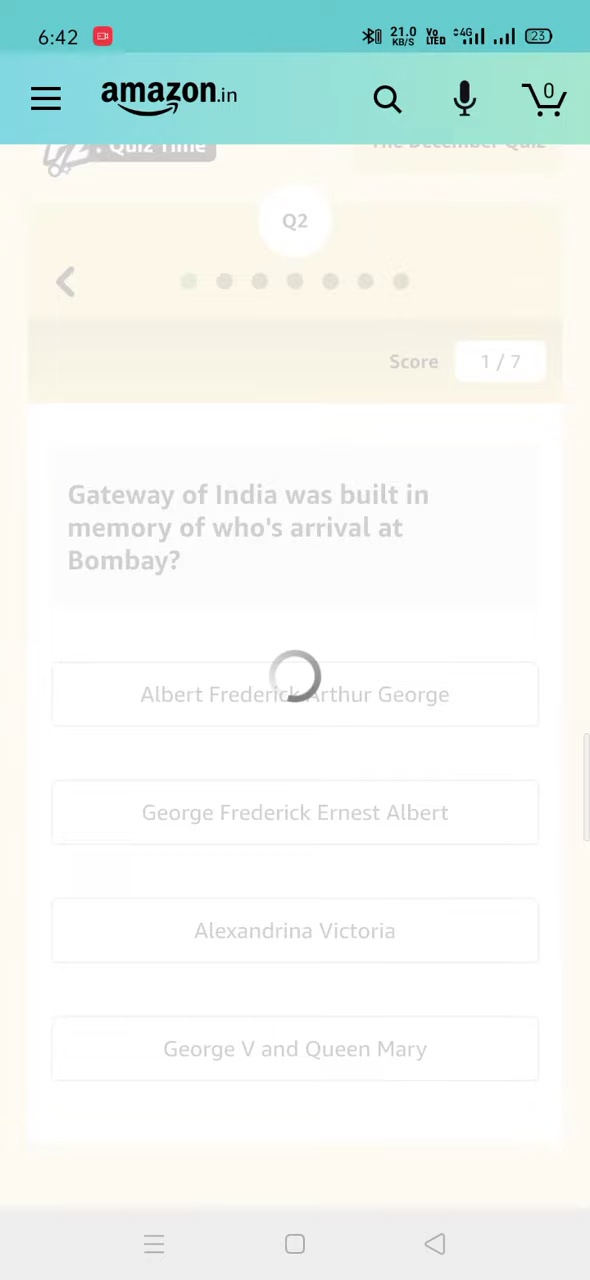 6:42
21.0
KB/S
Vo
LTED
4G
23
amazon.in
0
Quiz Time
The December Quiz
Q2
Score
1 / 7
Gateway of India was built in
memory of who's arrival at
Bombay?
Albert Frederick Arthur George
George Frederick Ernest Albert
Alexandrina Victoria
George V and Queen Mary